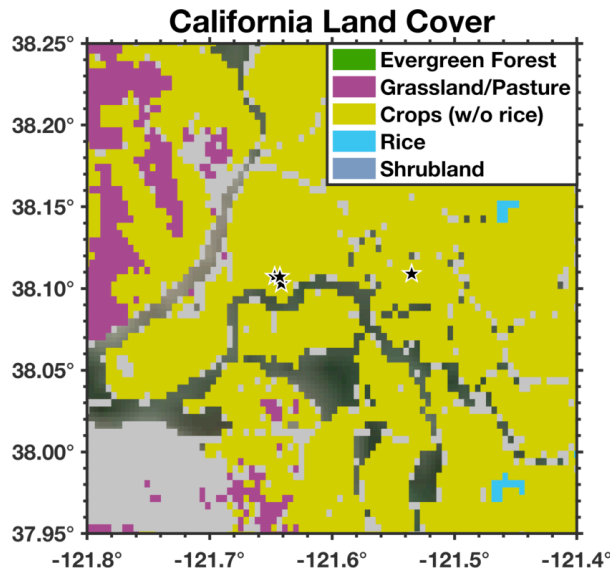 California Land Cover
38.25°
38.20°
38.15°
38.10°
38.05°
38.00°
37.95°
Evergreen Forest
Grassland/Pasture
Crops (w/o rice)
Rice
Shrubland
-121.8° -121.7° -121.6° -121.5° -121.4°